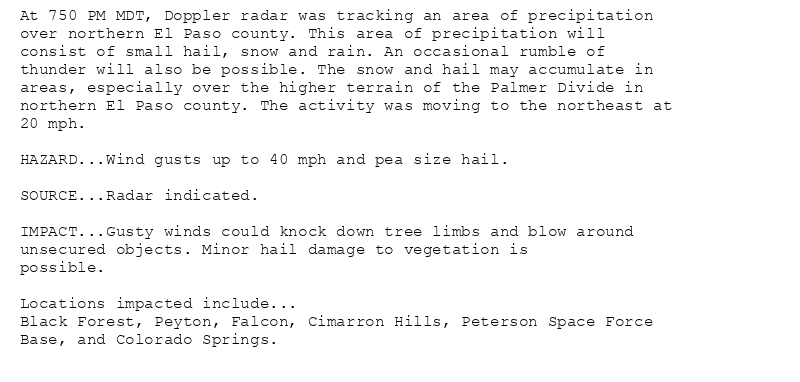 At 750 PM MDT, Doppler radar was tracking an area of precipitation
over northern El Paso county. This area of precipitation will
consist of small hail, snow and rain. An occasional rumble of
thunder will also be possible. The snow and hail may accumulate in
areas, especially over the higher terrain of the Palmer Divide in
northern El Paso county. The activity was moving to the northeast at
20 mph.
HAZARD...Wind gusts up to 40 mph and pea size hail.
SOURCE...Radar indicated.
IMPACT...Gusty winds could knock down tree limbs and blow around
unsecured objects. Minor hail damage to vegetation is
possible.
Locations impacted include...
Black Forest, Peyton, Falcon, Cimarron Hills, Peterson Space Force
Base, and Colorado Springs.